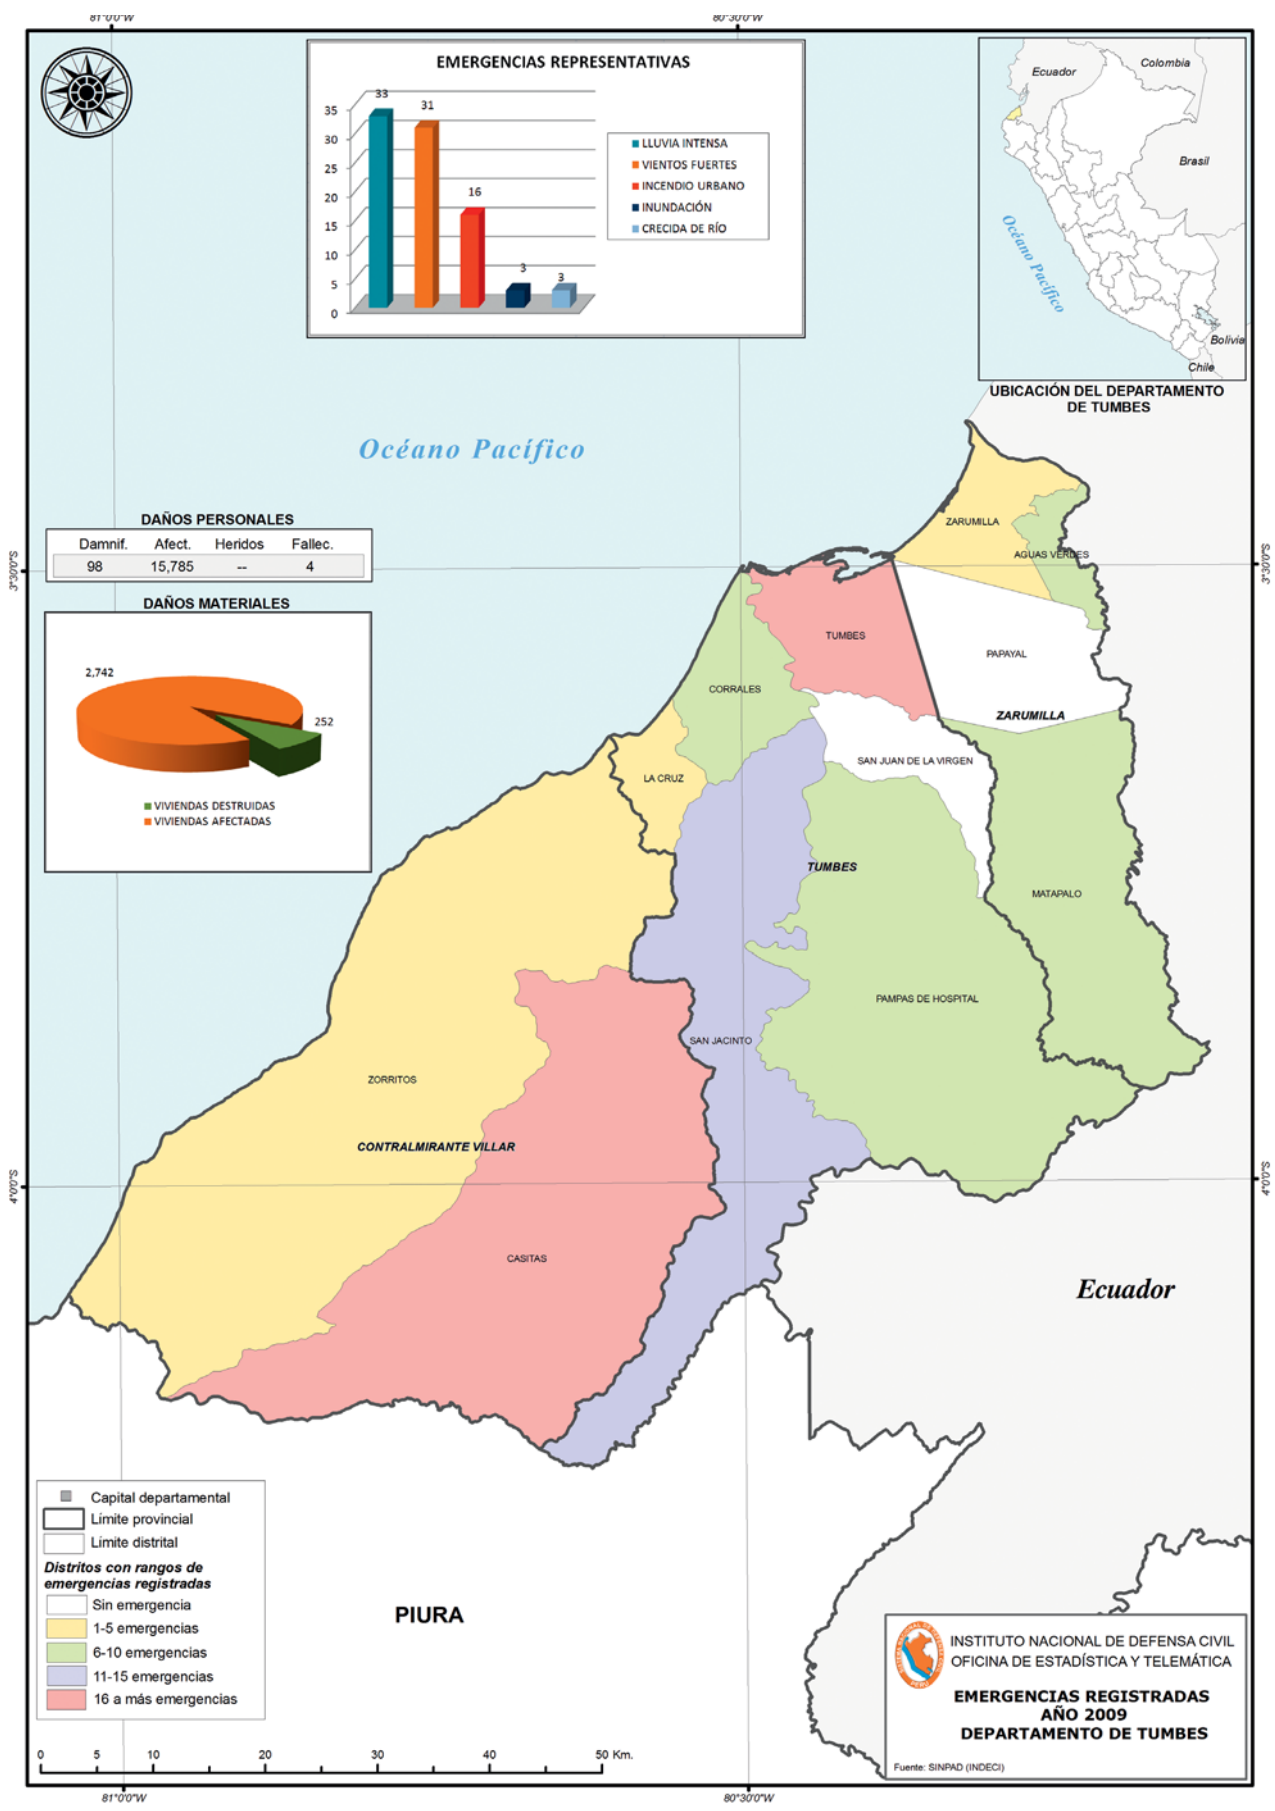 81°0'0"W
80°30'0"W
EMERGENCIAS REPRESENTATIVAS
35
30
25
20
15
10
5
0
33
31
16
3
3
LLUVIA INTENSA
VIENTOS FUERTES
INCENDIO URBANO
INUNDACIÓN
CRECIDA DE RÍO
Ecuador
Colombia
Brasil
Océano Pacífico
Bolivia
Chile
UBICACIÓN DEL DEPARTAMENTO
DE TUMBES
Océano Pacífico
DAÑOS PERSONALES
Damnif. Afect. Heridos Fallec.
98 15,785 -- 4
3°30'0"S
3°30'0"S
DAÑOS MATERIALES
2,742
252
VIVIENDAS DESTRUIDAS
VIVIENDAS AFECTADAS
ZARUMILLA
AGUAS VERDES
TUMBES
PAPAYAL
CORRALES
ZARUMILLA
SAN JUAN DE LA VIRGEN
LA CRUZ
TUMBES
MATAPALO
PAMPAS DE HOSPITAL
SAN JACINTO
ZORRITOS
CONTRALMIRANTE VILLAR
4°0'0"S
4°0'0"S
CASITAS
Ecuador
PIURA
Capital departamental
Límite provincial
Límite distrital
Distritos con rangos de
emergencias registradas
Sin emergencia
1-5 emergencias
6-10 emergencias
11-15 emergencias
16 a más emergencias
0 5 10 20 30 40 50 Km.
INSTITUTO NACIONAL DE DEFENSA CIVIL
OFICINA DE ESTADÍSTICA Y TELEMÁTICA
EMERGENCIAS REGISTRADAS
AÑO 2009
DEPARTAMENTO DE TUMBES
Fuente: SINPAD (INDECI)
81°0'0"W
80°30'0"W